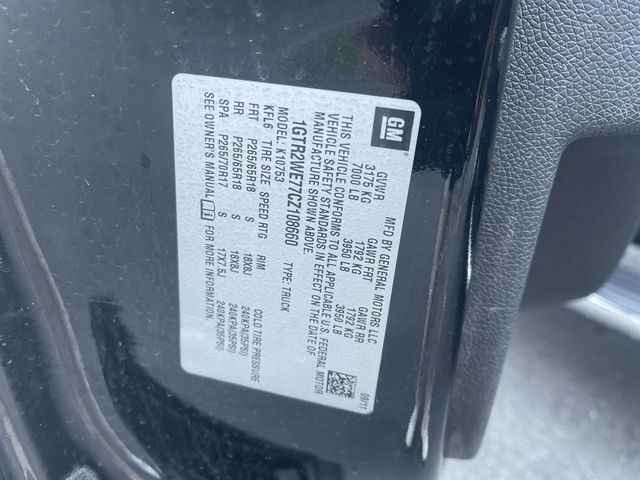 GM
MFD BY GENERAL MOTORS LLC
09/11
GVWR GAWR FRT GAWR RR
3175 KG 1792 KG 1792 KG
7000 LB 3950 LB 3950 LB
THIS VEHICLE CONFORMS TO ALL APPLICABLE U.S. FEDERAL MOTOR
VEHICLE SAFETY STANDARDS IN EFFECT ON THE DATE OF
MANUFACTURE SHOWN ABOVE.
1GTR2WE77CZ108660 TYPE: TRUCK
MODEL: K10753
KFL6 TIRE SIZE SPEED RTG RIM COLD TIRE PRESSURE
FRT P265/65R18 S 18X8J 240KPA(35PSI)
RR P265/65R18 S 18X8J 240KPA(35PSI)
SPA P265/70R17 S 17X7.5J 240KPA(35PSI)
SEE OWNER'S MANUAL FOR MORE INFORMATION